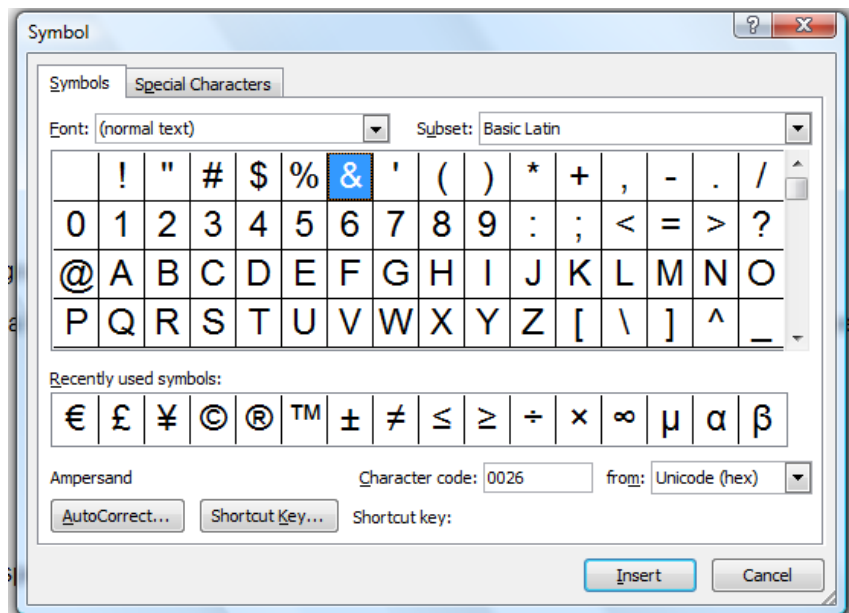 Symbol
Symbols Special Characters
Font: (normal text) Subset: Basic Latin
! " # $ % & ' ( ) * + , - . /
0 1 2 3 4 5 6 7 8 9 : ; < = > ?
@ A B C D E F G H I J K L M N O
P Q R S T U V W X Y Z [ \ ] ^ _
Recently used symbols:
€ £ ¥ © ® ™ ± ≠ ≤ ≥ ÷ × ∞ µ α β
Ampersand Character code: 0026 from: Unicode (hex)
AutoCorrect... Shortcut Key... Shortcut key:
Insert Cancel